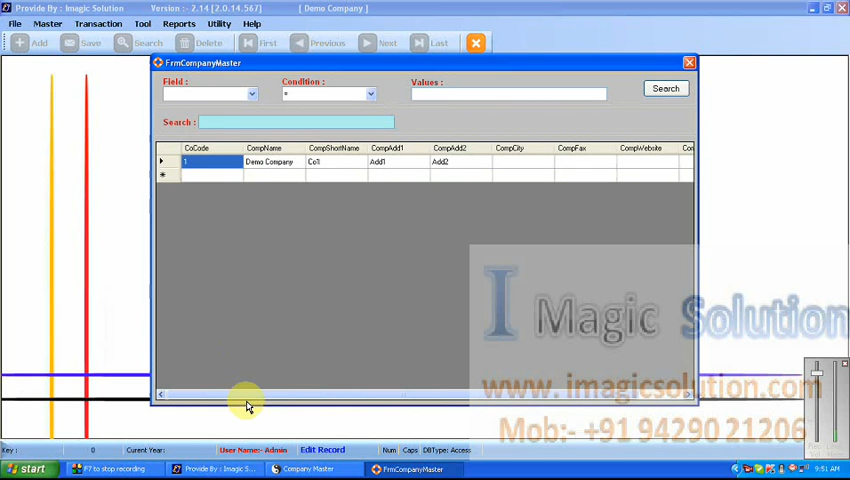 Provide By : Imagic Solution Version :- 2.14 [2.0.14.567] [ Demo Company ]
File Master Transaction Tool Reports Utility Help
Add Save Search Delete First Previous Next Last
FrmCompanyMaster
Field : Condition : Values :
= Search
Search :
CoCode CompName CompShortName CompAdd1 CompAdd2 CompCity CompFax CompWebsite
1 Demo Company Co1 Add1 Add2
I Magic Solution
www.imagicsolution.com
Mob:- +91 94290 21206
Key : 0 Current Year: User Name:- Admin Edit Record Num Caps DBType: Access
start F7 to stop recording Provide By : Imagic S... Company Master FrmCompanyMaster 9:51 AM